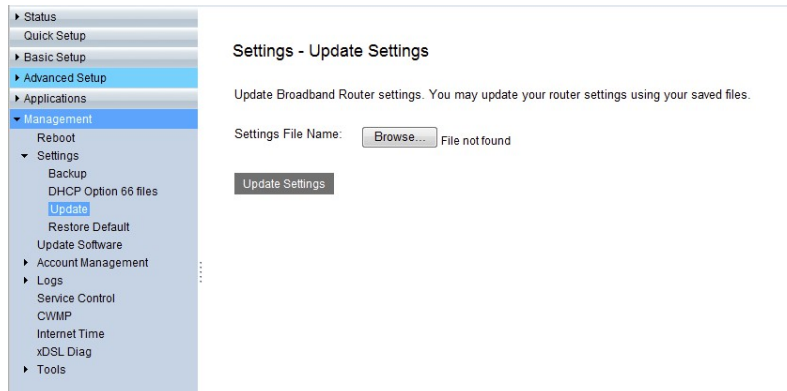 Status
Quick Setup
Basic Setup
Advanced Setup
Applications
Management
Reboot
Settings
Backup
DHCP Option 66 files
Update
Restore Default
Update Software
Account Management
Logs
Service Control
CWMP
Internet Time
xDSL Diag
Tools
Settings - Update Settings
Update Broadband Router settings. You may update your router settings using your saved files.
Settings File Name: Browse... File not found
Update Settings